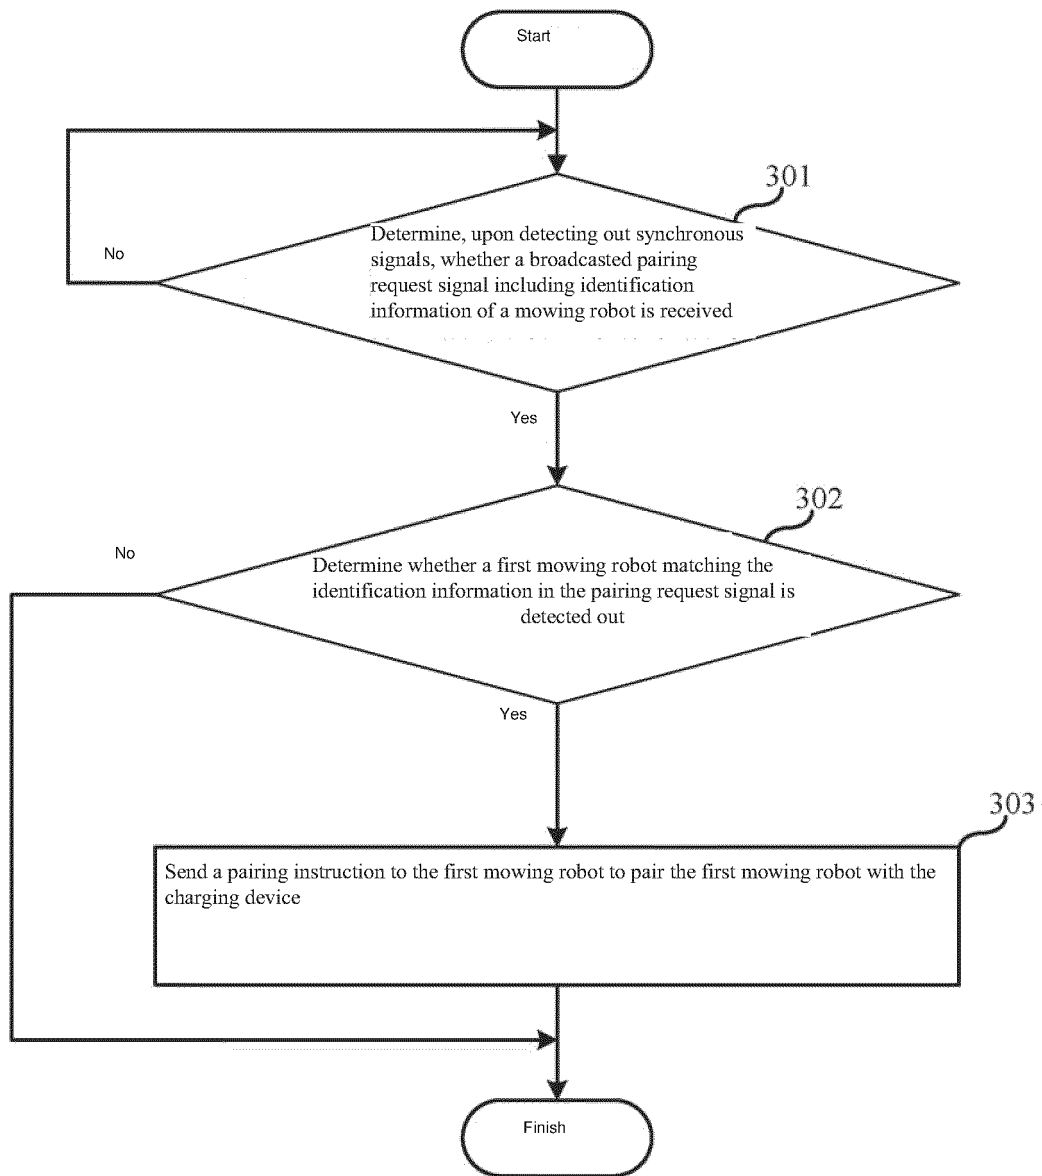 Start
301
Determine, upon detecting out synchronous
signals, whether a broadcasted pairing
request signal including identification
information of a mowing robot is received
No
Yes
302
No
Determine whether a first mowing robot matching the
identification information in the pairing request signal is
detected out
Yes
303
Send a pairing instruction to the first mowing robot to pair the first mowing robot with the
charging device
Finish